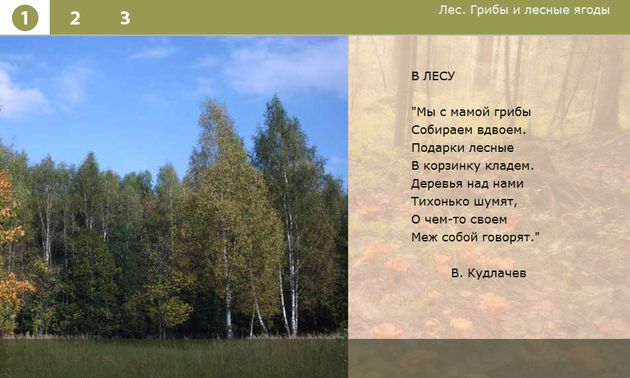 1 2 3
Лес. Грибы и лесные ягоды
В ЛЕСУ
"Мы с мамой грибы
Собираем вдвоем.
Подарки лесные
В корзинку кладем.
Деревья над нами
Тихонько шумят,
О чем-то своем
Меж собой говорят."
В. Кудлачев